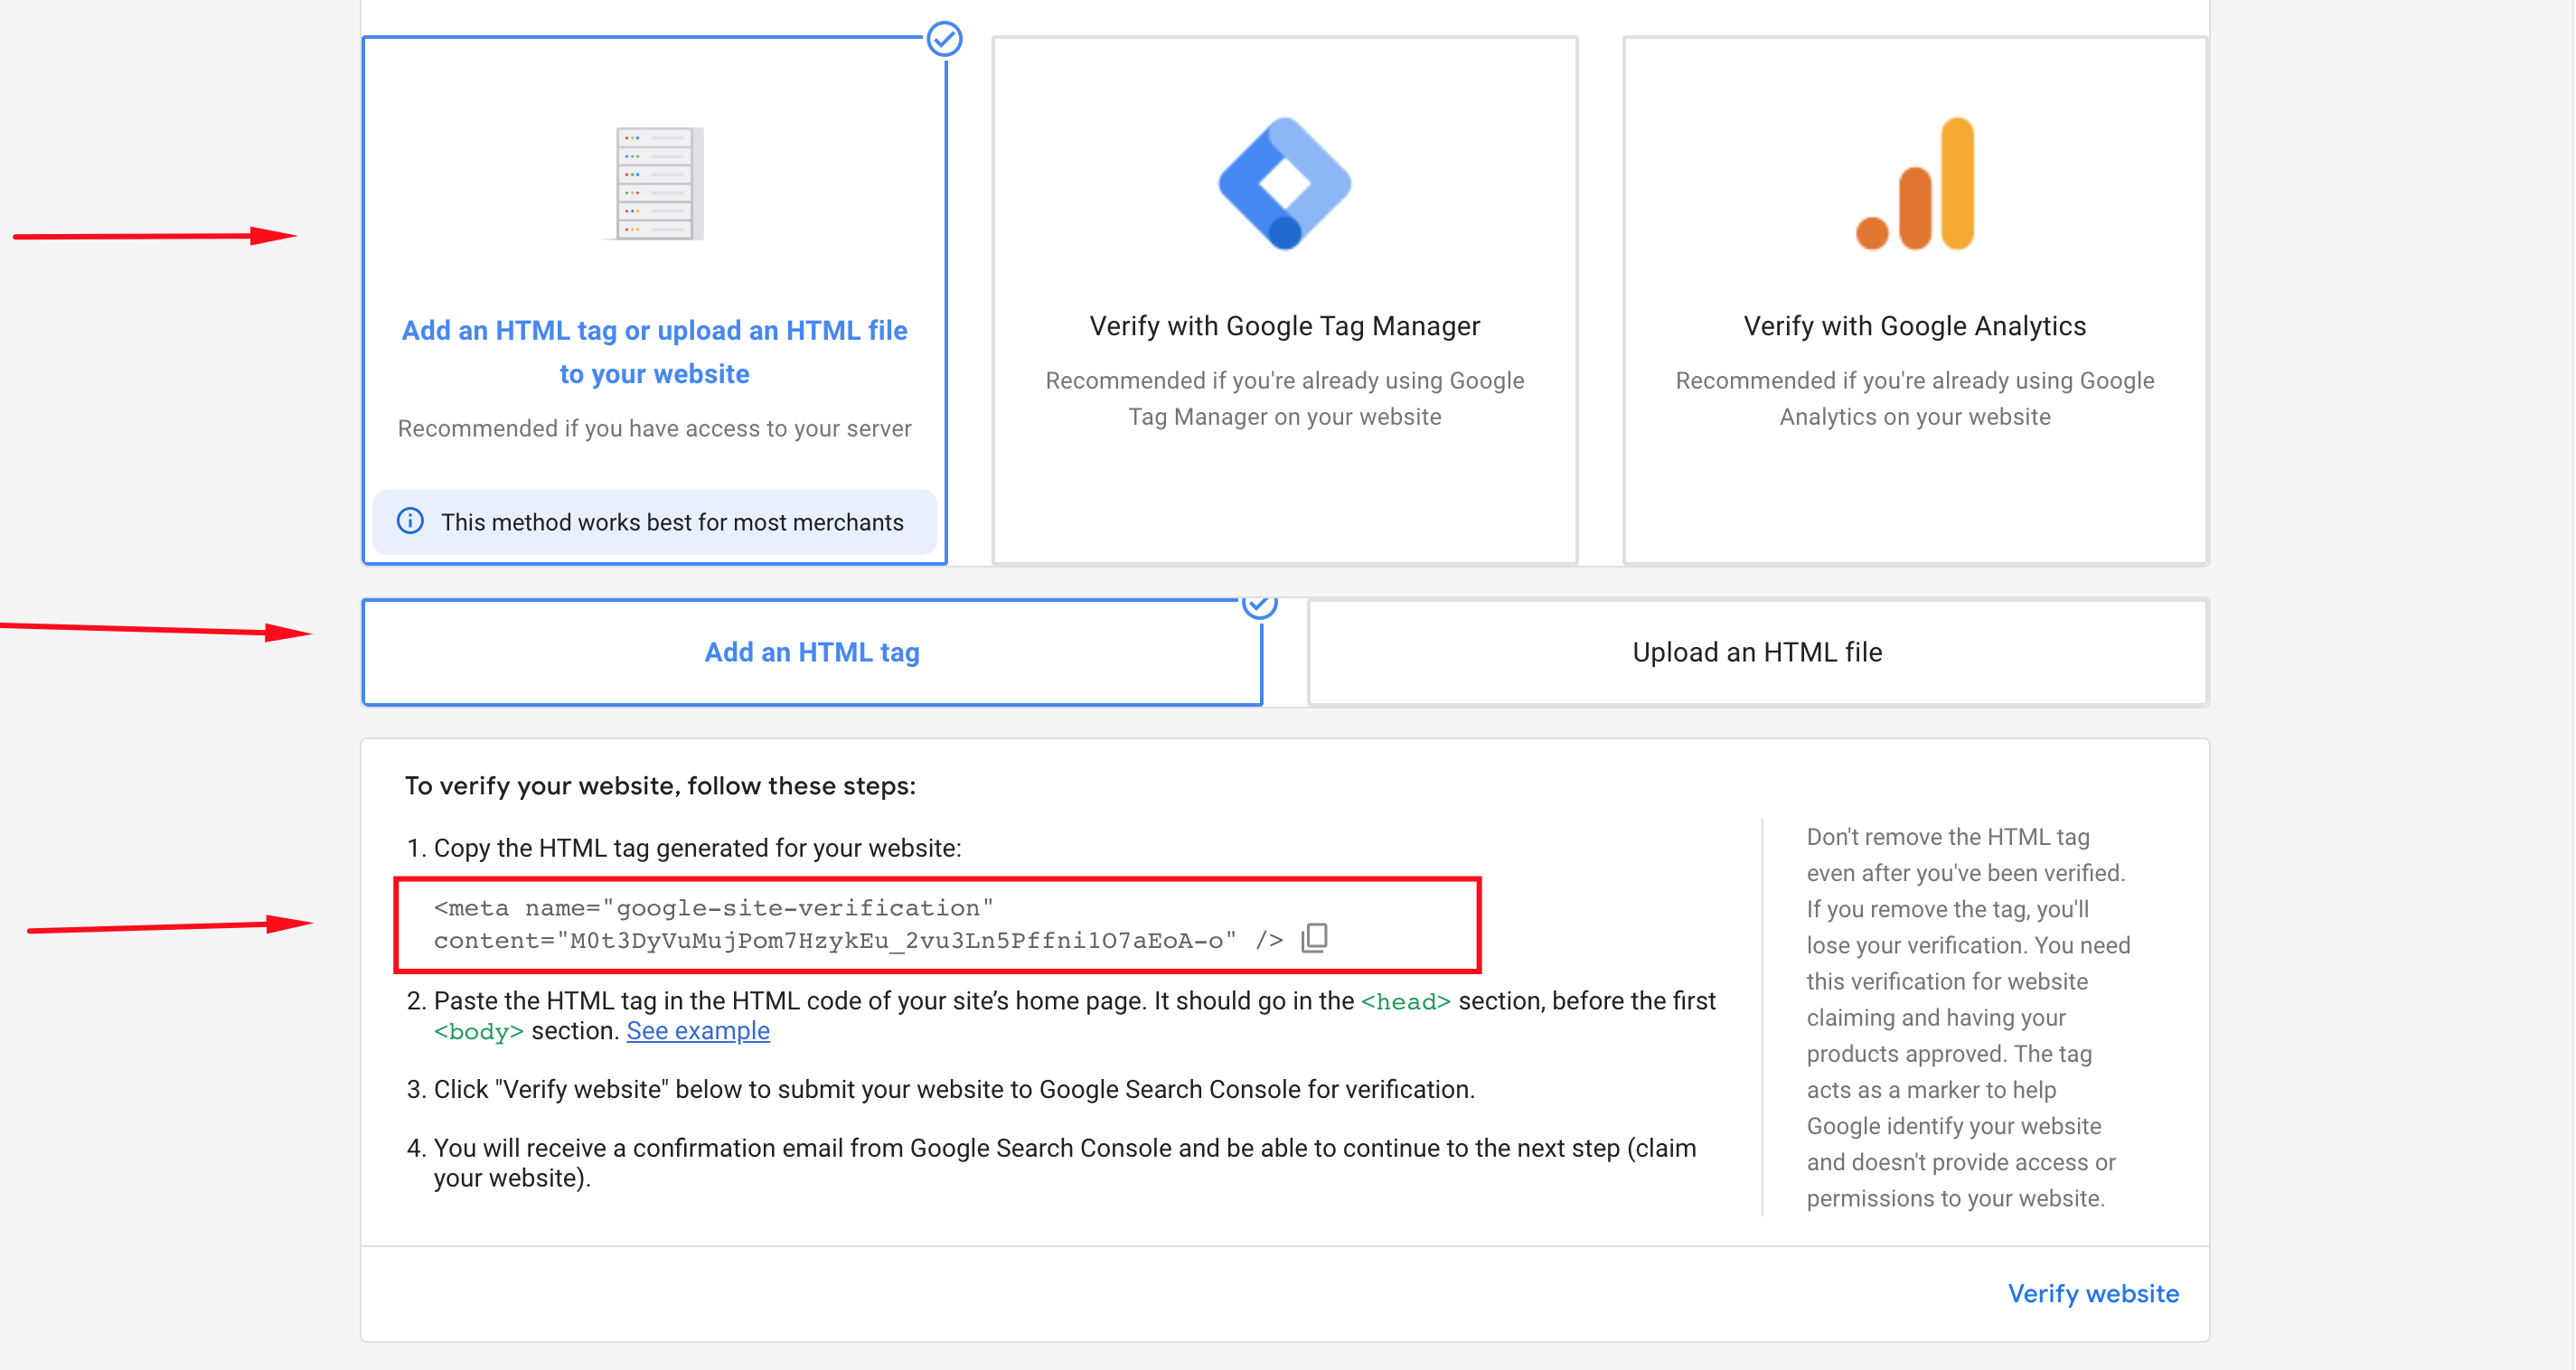 Add an HTML tag or upload an HTML file
to your website
Recommended if you have access to your server
This method works best for most merchants
Verify with Google Tag Manager
Recommended if you're already using Google
Tag Manager on your website
Verify with Google Analytics
Recommended if you're already using Google
Analytics on your website
Add an HTML tag
Upload an HTML file
To verify your website, follow these steps:
1. Copy the HTML tag generated for your website:
<meta name="google-site-verification"
content="M0t3DyVuMujPom7HzykEu_2vu3Ln5Pffni1O7aEoA-o" />
2. Paste the HTML tag in the HTML code of your site’s home page. It should go in the <head> section, before the first
<body> section. See example
3. Click "Verify website" below to submit your website to Google Search Console for verification.
4. You will receive a confirmation email from Google Search Console and be able to continue to the next step (claim
your website).
Don't remove the HTML tag
even after you've been verified.
If you remove the tag, you'll
lose your verification. You need
this verification for website
claiming and having your
products approved. The tag
acts as a marker to help
Google identify your website
and doesn't provide access or
permissions to your website.
Verify website